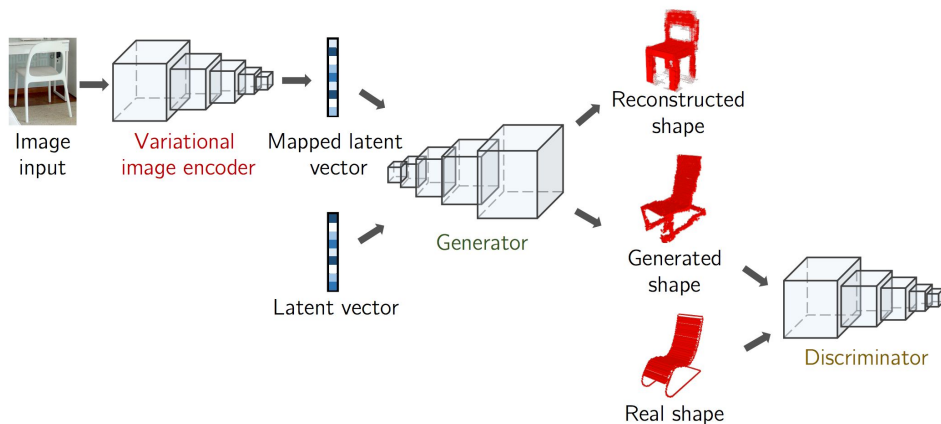 Image
input
Variational
image encoder
Mapped latent
vector
Latent vector
Generator
Reconstructed
shape
Generated
shape
Real shape
Discriminator